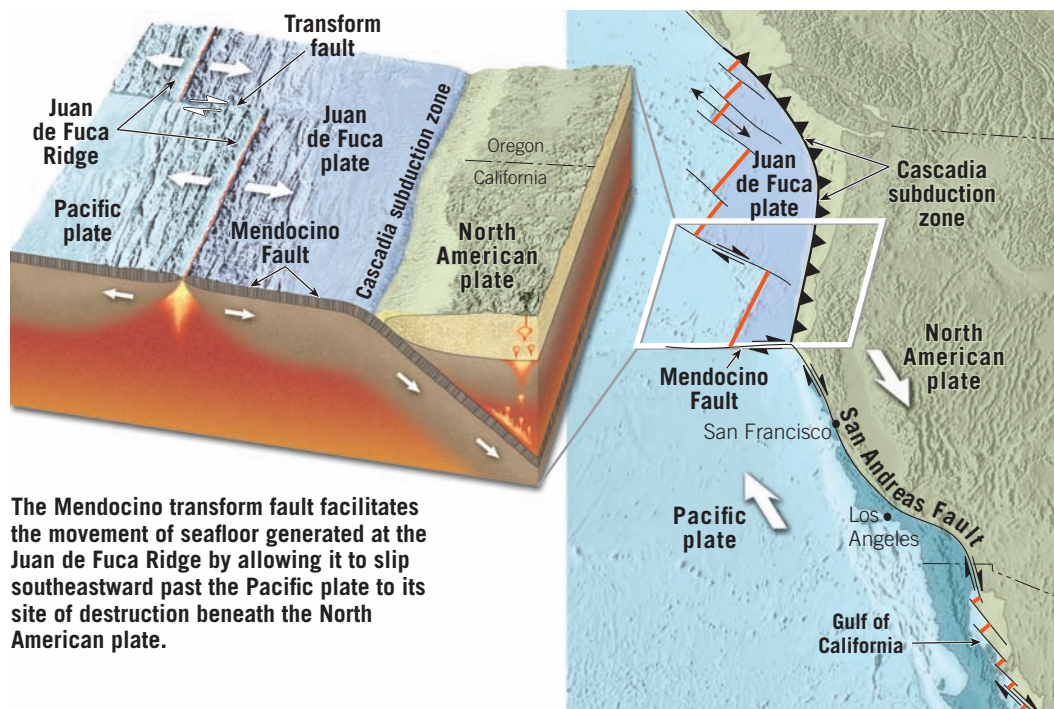 Transform
fault
Juan
de Fuca
Ridge
Juan
de Fuca
plate
Pacific
plate
Mendocino
Fault
Cascadia subduction zone
Oregon
California
North
American
plate
The Mendocino transform fault facilitates
the movement of seafloor generated at the
Juan de Fuca Ridge by allowing it to slip
southeastward past the Pacific plate to its
site of destruction beneath the North
American plate.
Juan
de Fuca
plate
Cascadia
subduction
zone
North
American
plate
Mendocino
Fault
San Francisco
San Andreas Fault
Pacific
plate
Los
Angeles
Gulf of
California